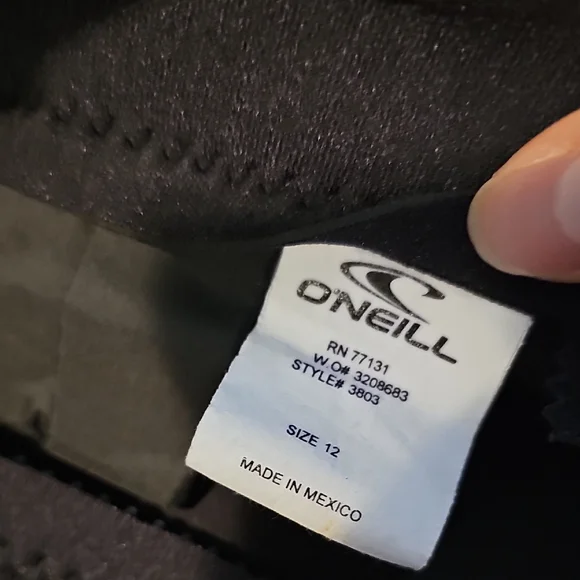 O'NEILL
RN 77131
W.O# 3208683
STYLE# 3803
SIZE 12
MADE IN MEXICO